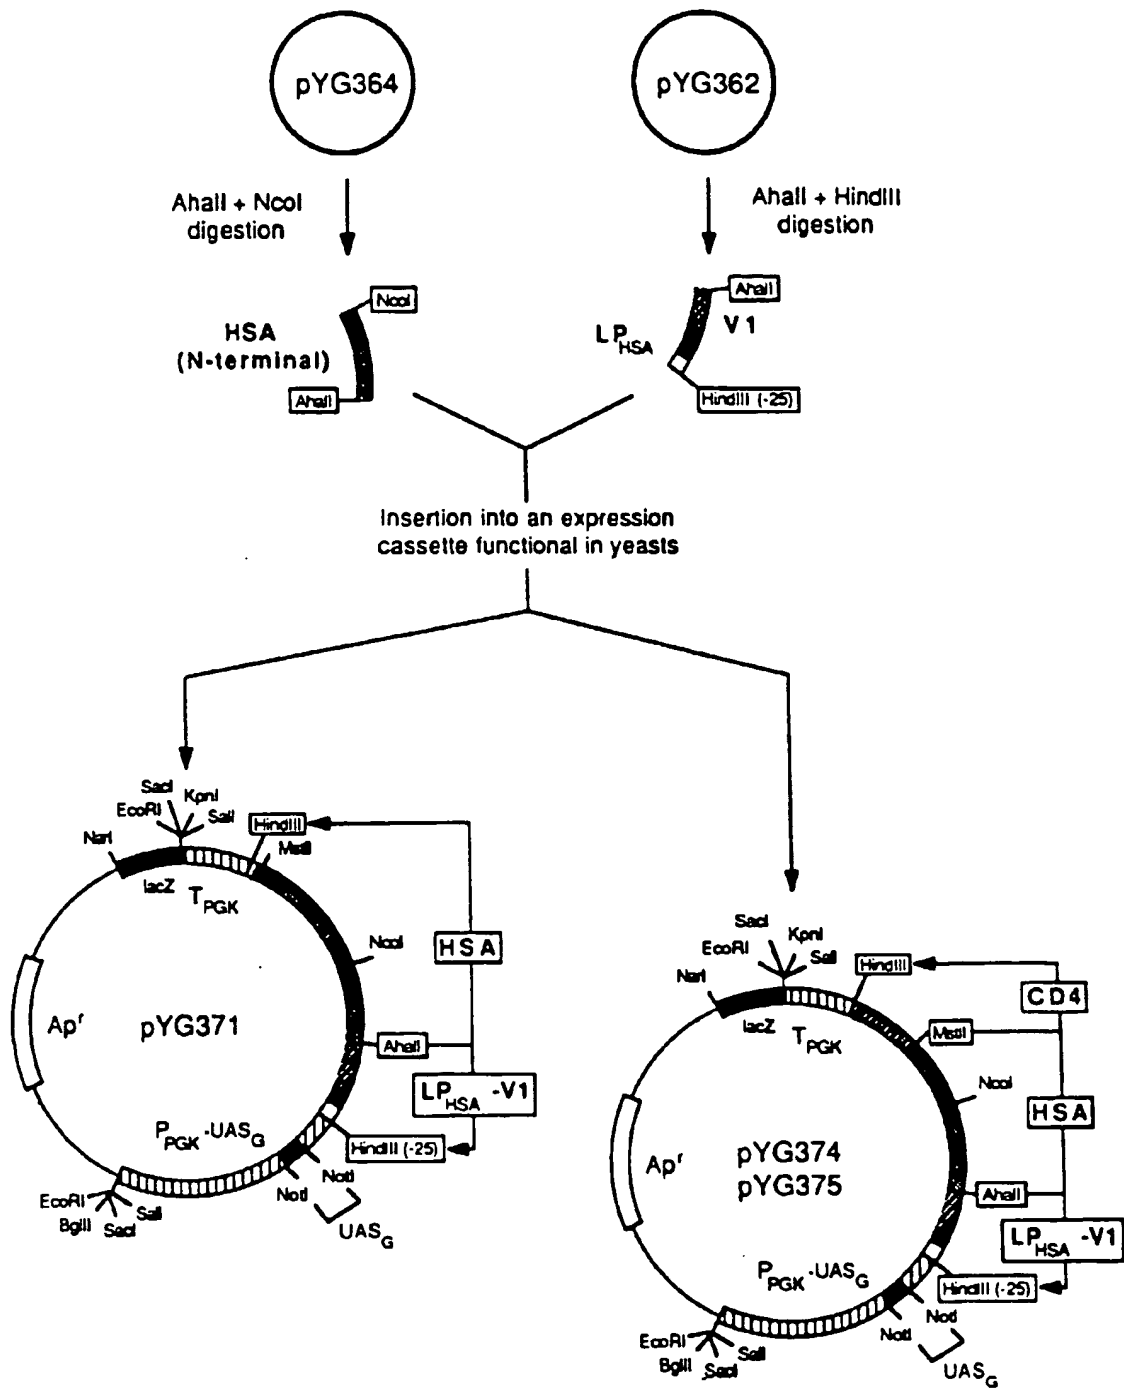 pYG364
pYG362
AhaII + NcoI
digestion
AhaII + HindIII
digestion
NcoI
HSA
(N-terminal)
AhaII
AhaII
V1
LP HSA
HindIII (-25)
Insertion into an expression
cassette functional in yeasts
SacI
KpnI
EcoRI
SalI
HindIII
NarI
MstII
lacZ
T PGK
HSA
NcoI
Ap r
pYG371
AhaII
LP HSA -V1
P PGK -UAS G
HindIII (-25)
NotI
NotI
EcoRI
SalI
BglII
SacI
UAS G
SacI
KpnI
EcoRI
SalI
HindIII
NarI
CD4
lacZ
T PGK
MstII
NcoI
HSA
Ap r
pYG374
pYG375
AhaII
LP HSA -V1
P PGK -UAS G
HindIII (-25)
NotI
NotI
EcoRI
SalI
BglII
SacI
UAS G